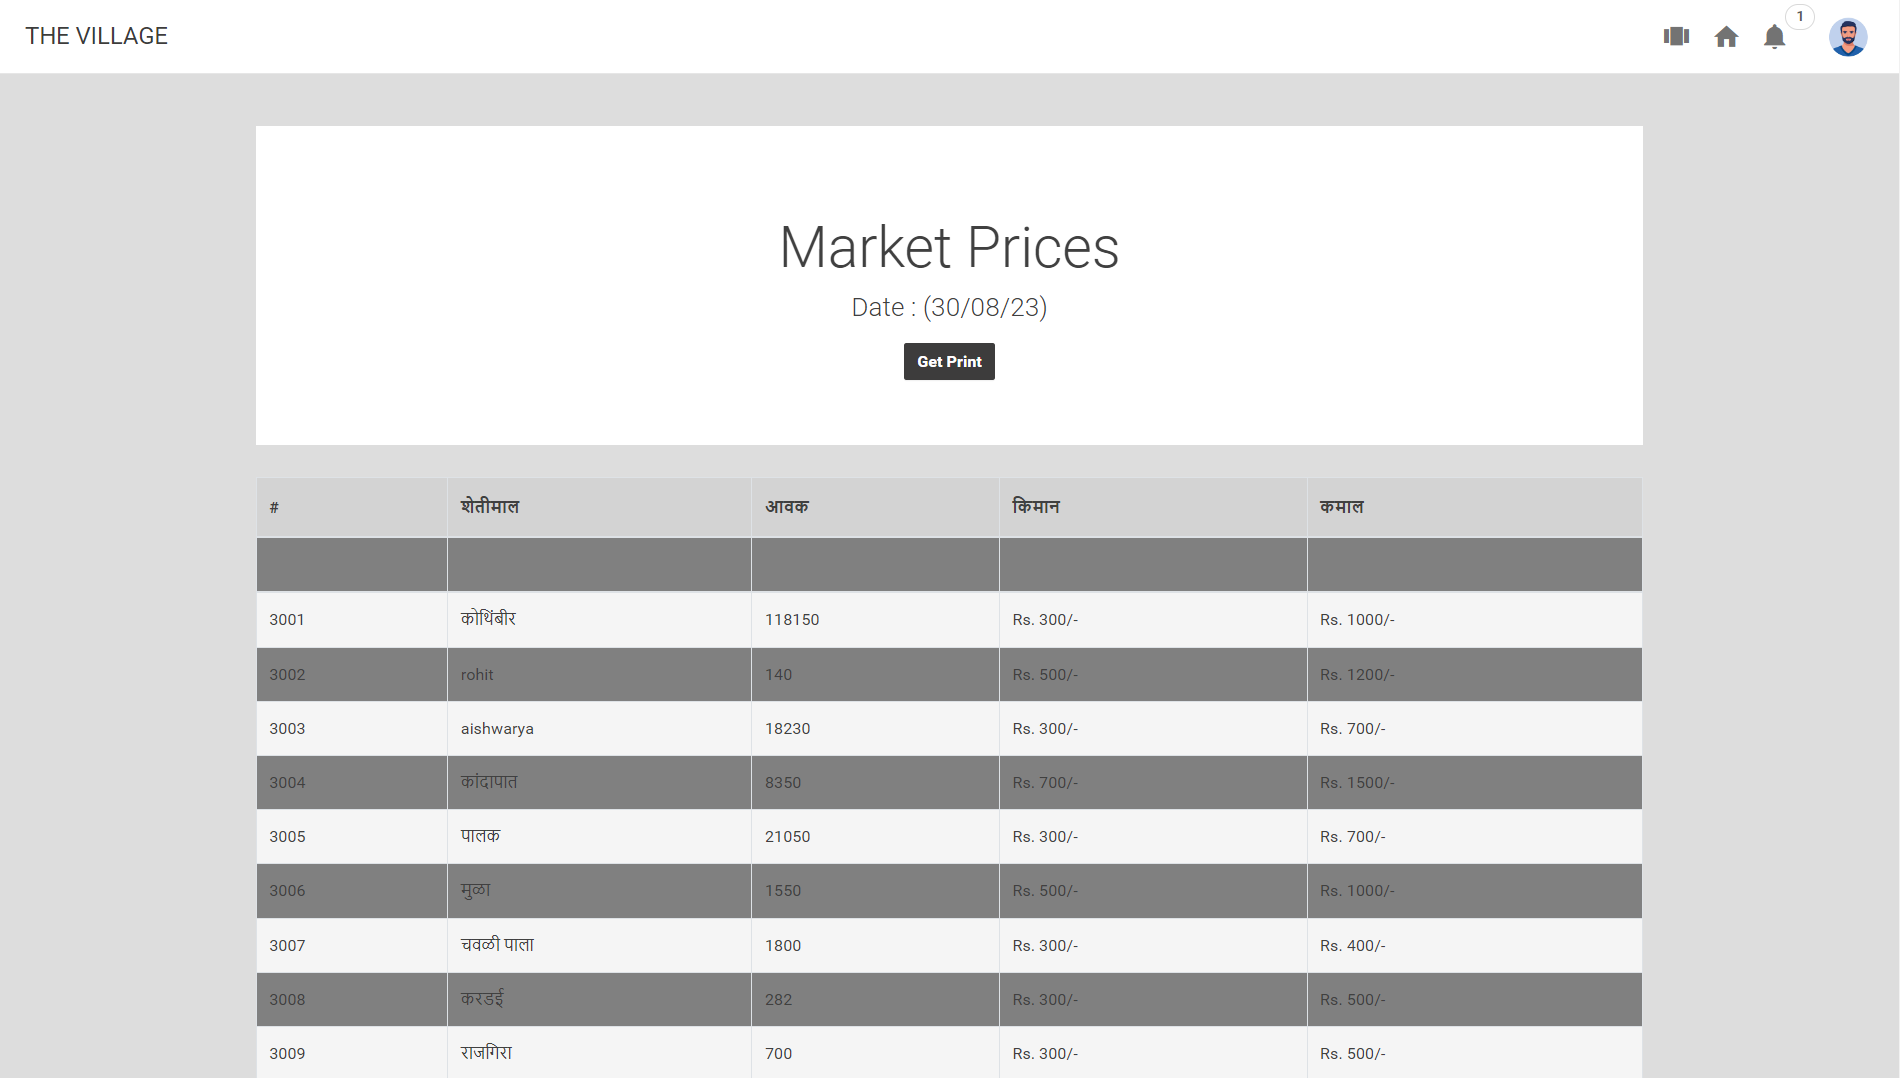 THE VILLAGE
1
Market Prices
Date : (30/08/23)
Get Print
# शेतीमाल आवक किमान कमाल
3001 कोथिंबीर 118150 Rs. 300/- Rs. 1000/-
3002 rohit 140 Rs. 500/- Rs. 1200/-
3003 aishwarya 18230 Rs. 300/- Rs. 700/-
3004 कांदापात 8350 Rs. 700/- Rs. 1500/-
3005 पालक 21050 Rs. 300/- Rs. 700/-
3006 मुळा 1550 Rs. 500/- Rs. 1000/-
3007 चवळी पाला 1800 Rs. 300/- Rs. 400/-
3008 करडई 282 Rs. 300/- Rs. 500/-
3009 राजगिरा 700 Rs. 300/- Rs. 500/-